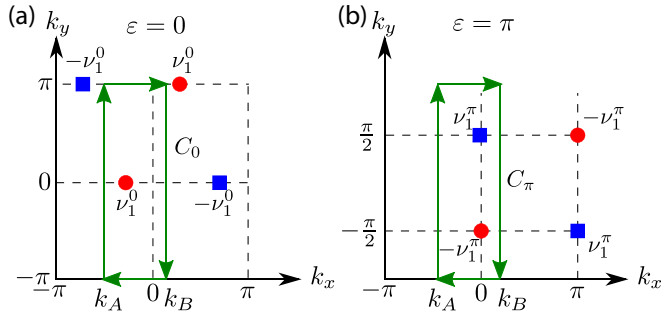 (a)
k_y
ε = 0
−ν_1^0
ν_1^0
π
C_0
0
ν_1^0
−ν_1^0
−π
−π
k_A
0
k_B
π
k_x
(b)
k_y
ε = π
ν_1^π
−ν_1^π
π/2
C_π
−π/2
−ν_1^π
ν_1^π
−π
k_A
0
k_B
π
k_x